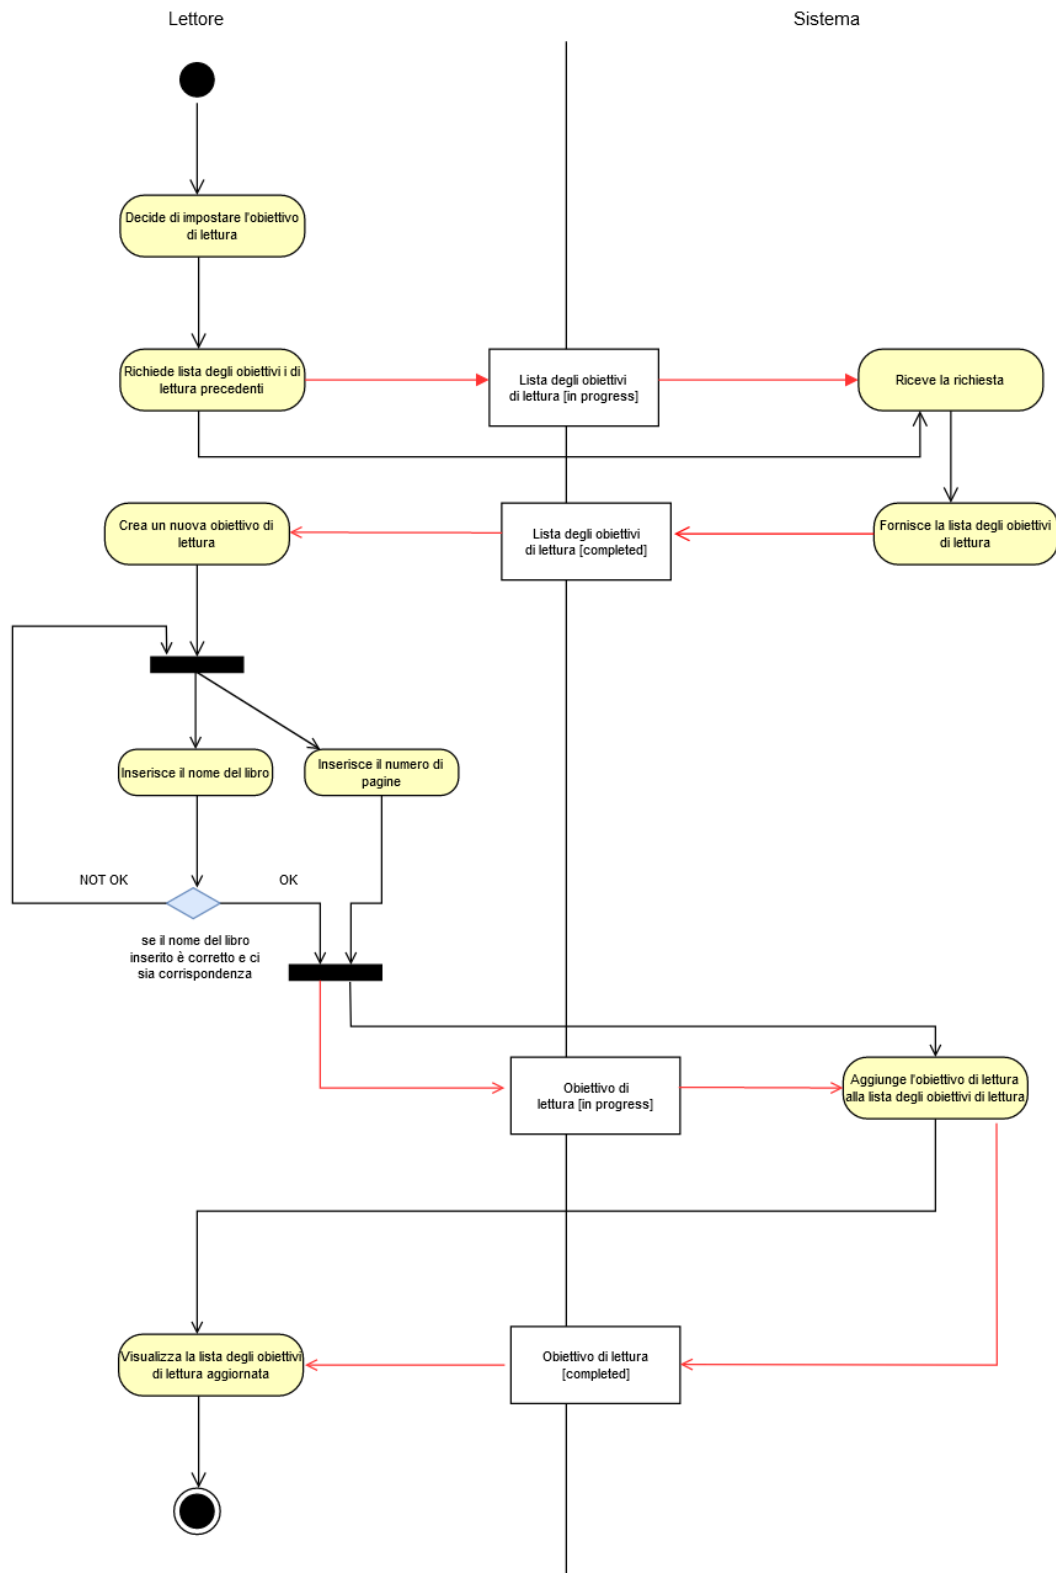 Lettore
Sistema
Decide di impostare l'obiettivo
di lettura
Richiede lista degli obiettivi i di
lettura precedenti
Lista degli obiettivi
di lettura [in progress]
Riceve la richiesta
Crea un nuova obiettivo di
lettura
Lista degli obiettivi
di lettura [completed]
Fornisce la lista degli obiettivi
di lettura
Inserisce il nome del libro
Inserisce il numero di
pagine
NOT OK
OK
se il nome del libro
inserito è corretto e ci
sia corrispondenza
Obiettivo di
lettura [in progress]
Aggiunge l'obiettivo di lettura
alla lista degli obiettivi di lettura
Visualizza la lista degli obiettivi
di lettura aggiornata
Obiettivo di lettura
[completed]